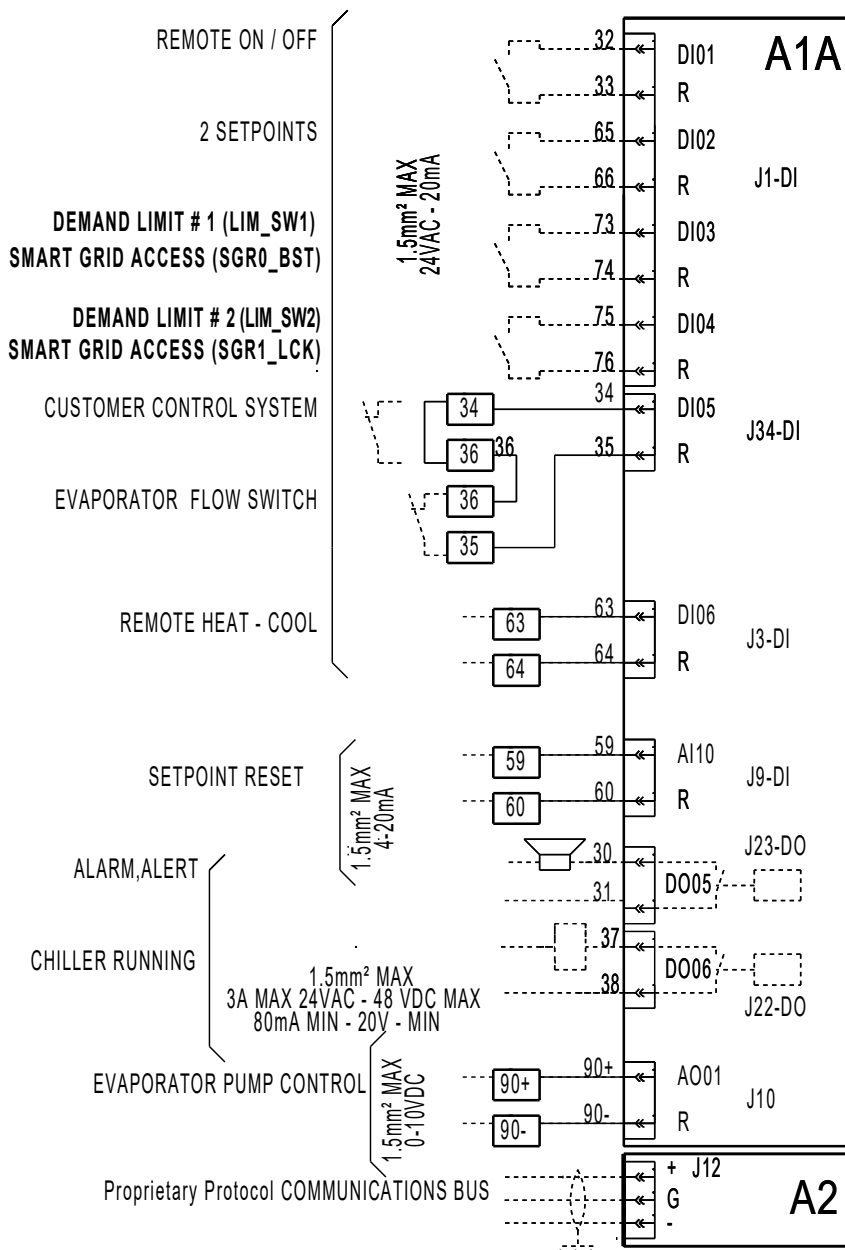 REMOTE ON / OFF
32
DI01
A1A
33
R
2 SETPOINTS
65
DI02
66
R
J1-DI
1.5mm² MAX
24VAC - 20mA
DEMAND LIMIT # 1 (LIM_SW1)
SMART GRID ACCESS (SGR0_BST)
73
DI03
74
R
DEMAND LIMIT # 2 (LIM_SW2)
SMART GRID ACCESS (SGR1_LCK)
75
DI04
76
R
CUSTOMER CONTROL SYSTEM
34
34
DI05
J34-DI
36
36
35
R
EVAPORATOR FLOW SWITCH
36
35
REMOTE HEAT - COOL
63
63
DI06
J3-DI
64
64
R
SETPOINT RESET
1.5mm² MAX
4-20mA
59
59
AI10
J9-DI
60
60
R
J23-DO
ALARM,ALERT
30
31
DO05
CHILLER RUNNING
37
38
DO06
J22-DO
1.5mm² MAX
3A MAX 24VAC - 48 VDC MAX
80mA MIN - 20V - MIN
EVAPORATOR PUMP CONTROL
1.5mm² MAX
0-10VDC
90+
90+
AO01
J10
90-
90-
R
Proprietary Protocol COMMUNICATIONS BUS
+ J12
G
-
A2